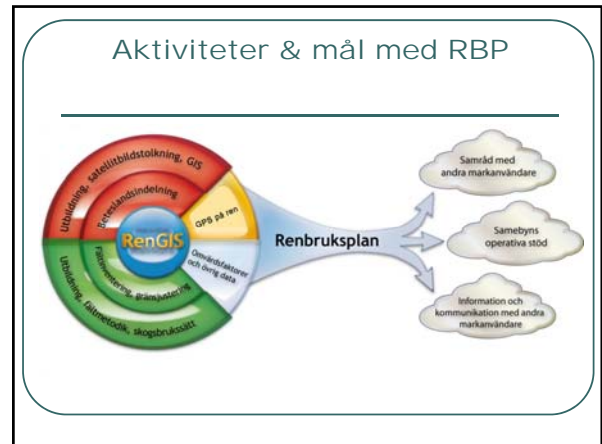 Aktiviteter & mål med RBP
Utbildning, satellitbildstolkning, GIS
Beteslandsindelning
RenGIS
Fältinventering, gränsjustering
Utbildning, fältmetodik, skogsbrukssätt
GPS på ren
Omvärdsfaktorer
och övrig data
Renbruksplan
Samråd med
andra markanvändare
Samebyns
operativa stöd
Information och
kommunikation med andra
markanvändare